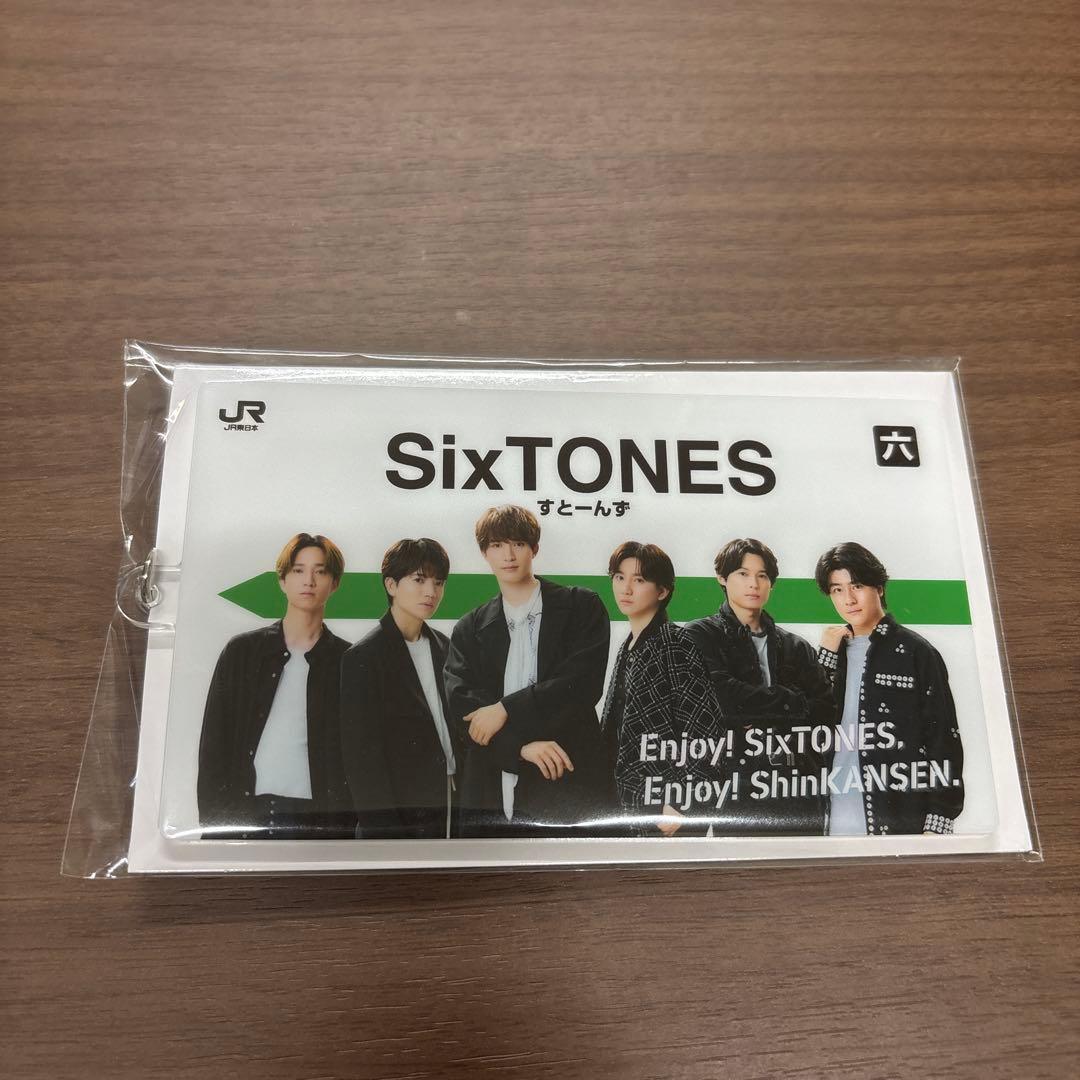 JR
JR東日本
SixTONES
すとーんず
六
Enjoy! SixTONES.
Enjoy! ShinKANSEN.